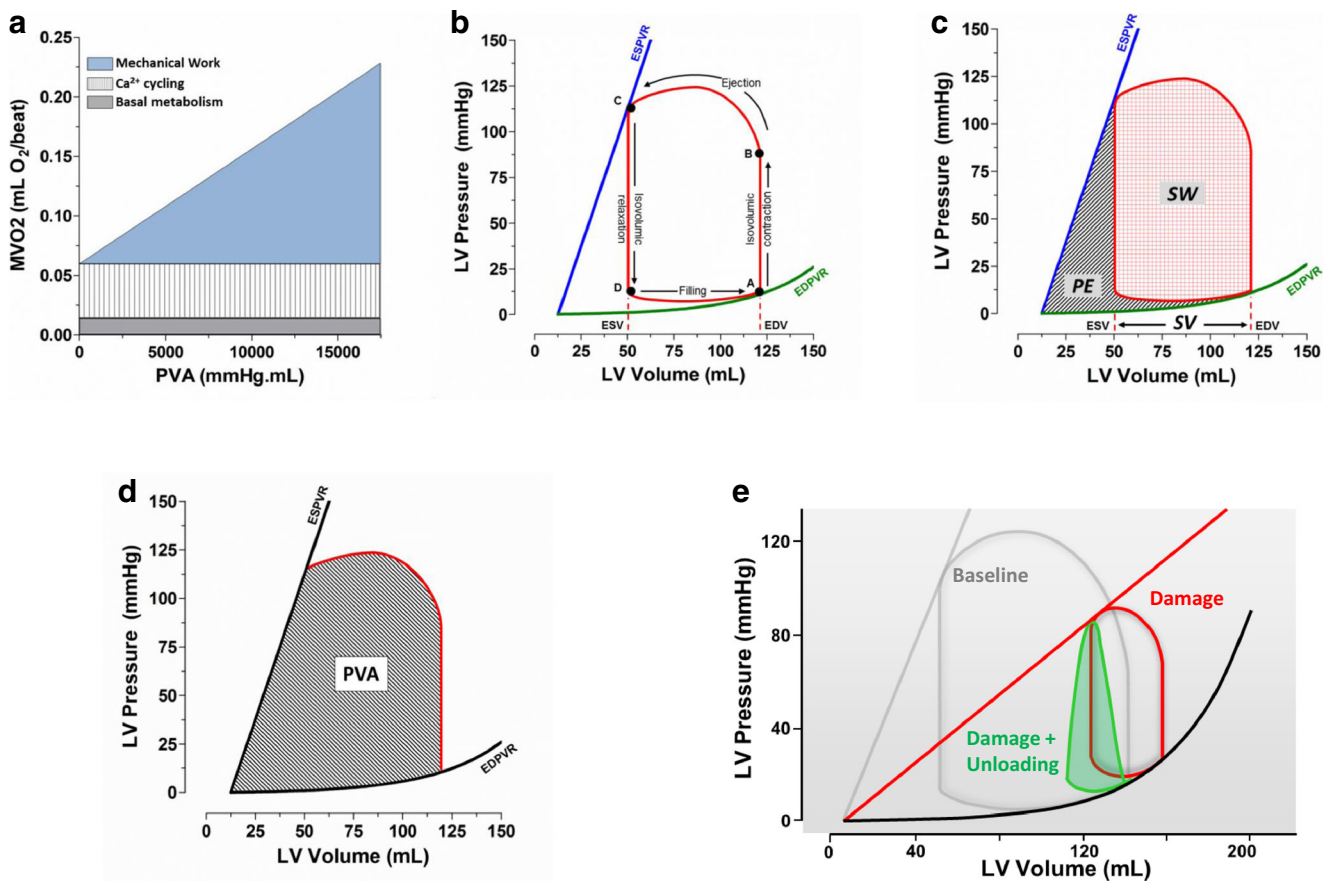 a
0.25
0.20
0.15
0.10
0.05
0.00
MVO2 (mL O₂/beat)
Mechanical Work
Ca²⁺ cycling
Basal metabolism
0
5000
10000
15000
PVA (mmHg.mL)
b
150
125
100
75
50
25
0
LV Pressure (mmHg)
ESPVR
C
Ejection
B
Isovolumic
relaxation
Isovolumic
contraction
D
Filling
A
EDPVR
ESV
EDV
0
25
50
75
100
125
150
LV Volume (mL)
c
150
125
100
75
50
25
0
LV Pressure (mmHg)
ESPVR
SW
PE
EDPVR
ESV
SV
EDV
0
25
50
75
100
125
150
LV Volume (mL)
d
150
125
100
75
50
25
0
LV Pressure (mmHg)
ESPVR
PVA
EDPVR
0
25
50
75
100
125
150
LV Volume (mL)
e
120
80
40
0
LV Pressure (mmHg)
Baseline
Damage
Damage +
Unloading
0
40
120
200
LV Volume (mL)